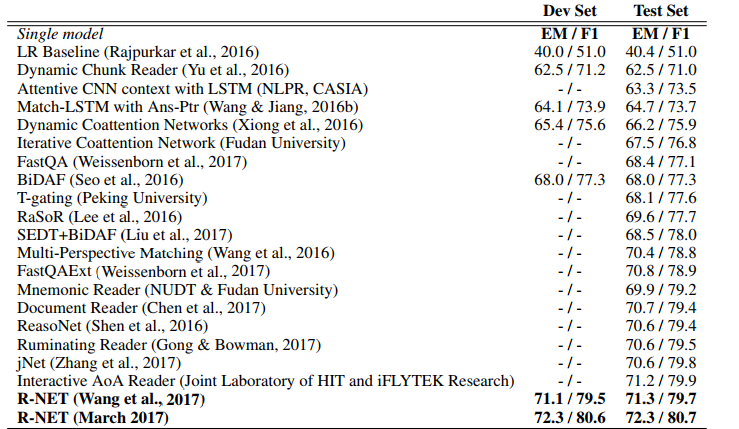 Dev Set Test Set
Single model EM / F1 EM / F1
LR Baseline (Rajpurkar et al., 2016) 40.0 / 51.0 40.4 / 51.0
Dynamic Chunk Reader (Yu et al., 2016) 62.5 / 71.2 62.5 / 71.0
Attentive CNN context with LSTM (NLPR, CASIA) - / - 63.3 / 73.5
Match-LSTM with Ans-Ptr (Wang & Jiang, 2016b) 64.1 / 73.9 64.7 / 73.7
Dynamic Coattention Networks (Xiong et al., 2016) 65.4 / 75.6 66.2 / 75.9
Iterative Coattention Network (Fudan University) - / - 67.5 / 76.8
FastQA (Weissenborn et al., 2017) - / - 68.4 / 77.1
BiDAF (Seo et al., 2016) 68.0 / 77.3 68.0 / 77.3
T-gating (Peking University) - / - 68.1 / 77.6
RaSoR (Lee et al., 2016) - / - 69.6 / 77.7
SEDT+BiDAF (Liu et al., 2017) - / - 68.5 / 78.0
Multi-Perspective Matching (Wang et al., 2016) - / - 70.4 / 78.8
FastQAExt (Weissenborn et al., 2017) - / - 70.8 / 78.9
Mnemonic Reader (NUDT & Fudan University) - / - 69.9 / 79.2
Document Reader (Chen et al., 2017) - / - 70.7 / 79.4
ReasoNet (Shen et al., 2016) - / - 70.6 / 79.4
Ruminating Reader (Gong & Bowman, 2017) - / - 70.6 / 79.5
jNet (Zhang et al., 2017) - / - 70.6 / 79.8
Interactive AoA Reader (Joint Laboratory of HIT and iFLYTEK Research) - / - 71.2 / 79.9
R-NET (Wang et al., 2017) 71.1 / 79.5 71.3 / 79.7
R-NET (March 2017) 72.3 / 80.6 72.3 / 80.7